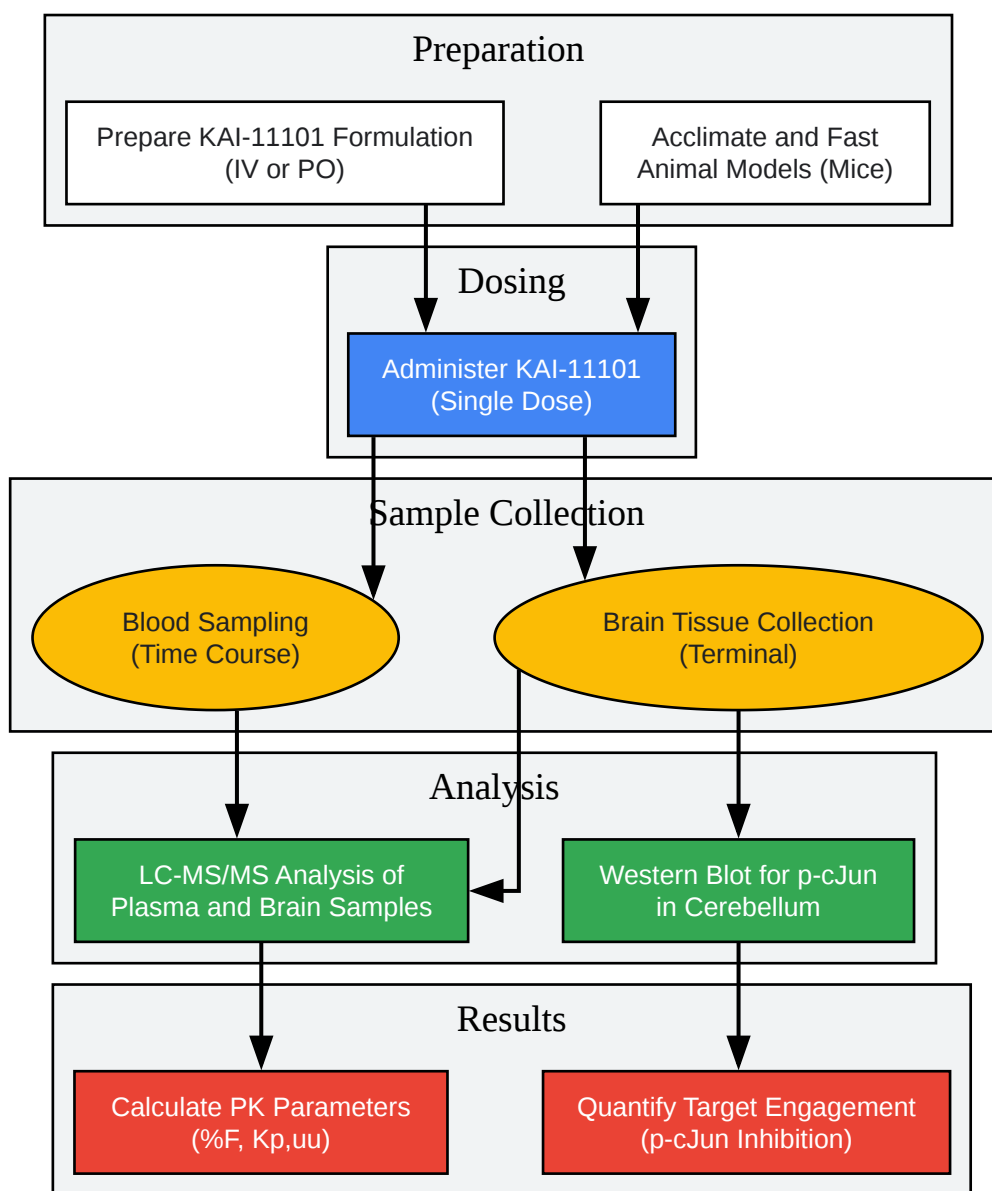 Preparation
Prepare KAI-11101 Formulation
(IV or PO)
Acclimate and Fast
Animal Models (Mice)
Dosing
Administer KAI-11101
(Single Dose)
Sample Collection
Blood Sampling
(Time Course)
Brain Tissue Collection
(Terminal)
Analysis
LC-MS/MS Analysis of
Plasma and Brain Samples
Western Blot for p-cJun
in Cerebellum
Results
Calculate PK Parameters
(%F, Kp,uu)
Quantify Target Engagement
(p-cJun Inhibition)